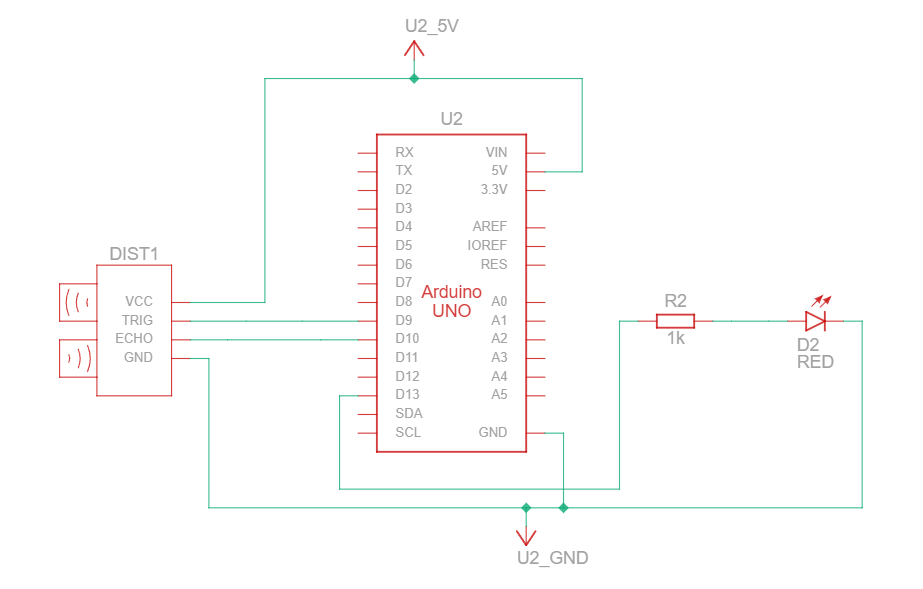 U2_5V
U2
RX VIN
TX 5V
D2 3.3V
D3
D4 AREF
D5 IOREF
D6 RES
D7
D8 A0
D9 A1
D10 A2
D11 A3
D12 A4
D13 A5
SDA
SCL GND
Arduino
UNO
DIST1
VCC
TRIG
ECHO
GND
R2
1k
D2
RED
U2_GND